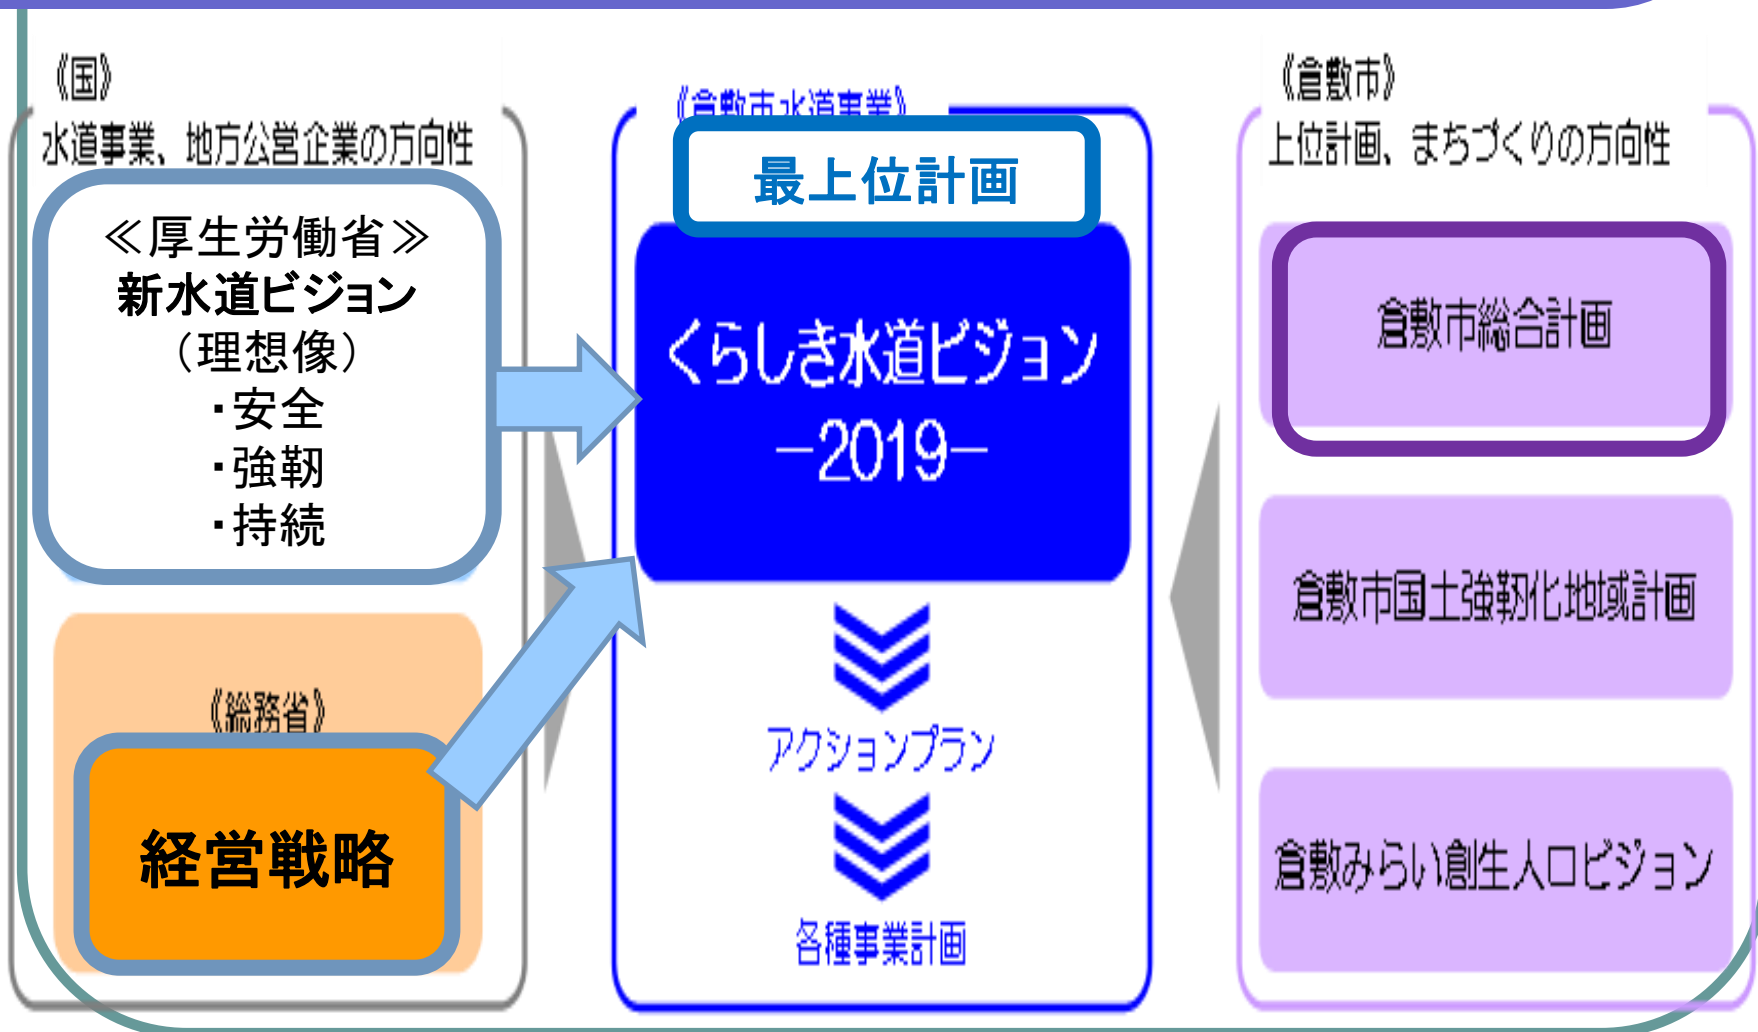 《国》
水道事業、地方公営企業の方向性
≪厚生労働省≫
新水道ビジョン
（理想像）
・安全
・強靭
・持続
《総務省》
経営戦略
《倉敷市水道事業》
最上位計画
くらしき水道ビジョン
－2019－
アクションプラン
各種事業計画
《倉敷市》
上位計画、まちづくりの方向性
倉敷市総合計画
倉敷市国土強靭化地域計画
倉敷みらい創生人口ビジョン